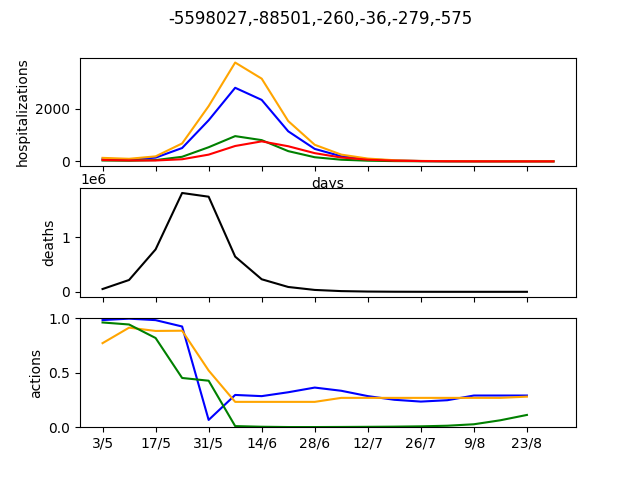 -5598027,-88501,-260,-36,-279,-575
hospitalizations
2000
0
days
1e6
deaths
1
0
actions
1.0
0.5
0.0
3/5 17/5 31/5 14/6 28/6 12/7 26/7 9/8 23/8